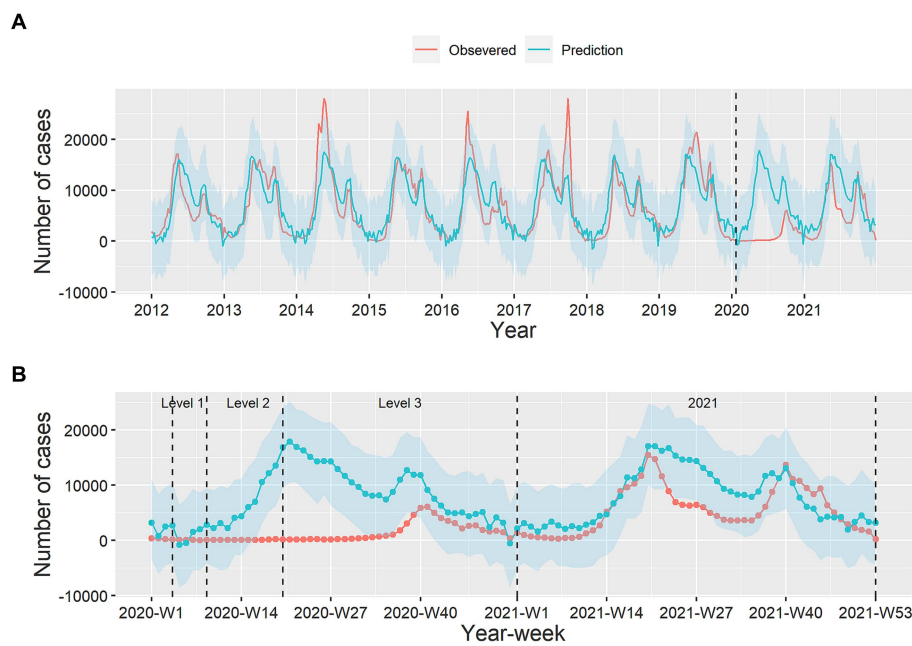 A
Obsevered Prediction
Number of cases
20000
10000
0
-10000
2012 2013 2014 2015 2016 2017 2018 2019 2020 2021
Year
B
Level 1 Level 2 Level 3 2021
Number of cases
20000
10000
0
-10000
2020-W1 2020-W14 2020-W27 2020-W40 2021-W1 2021-W14 2021-W27 2021-W40 2021-W53
Year-week